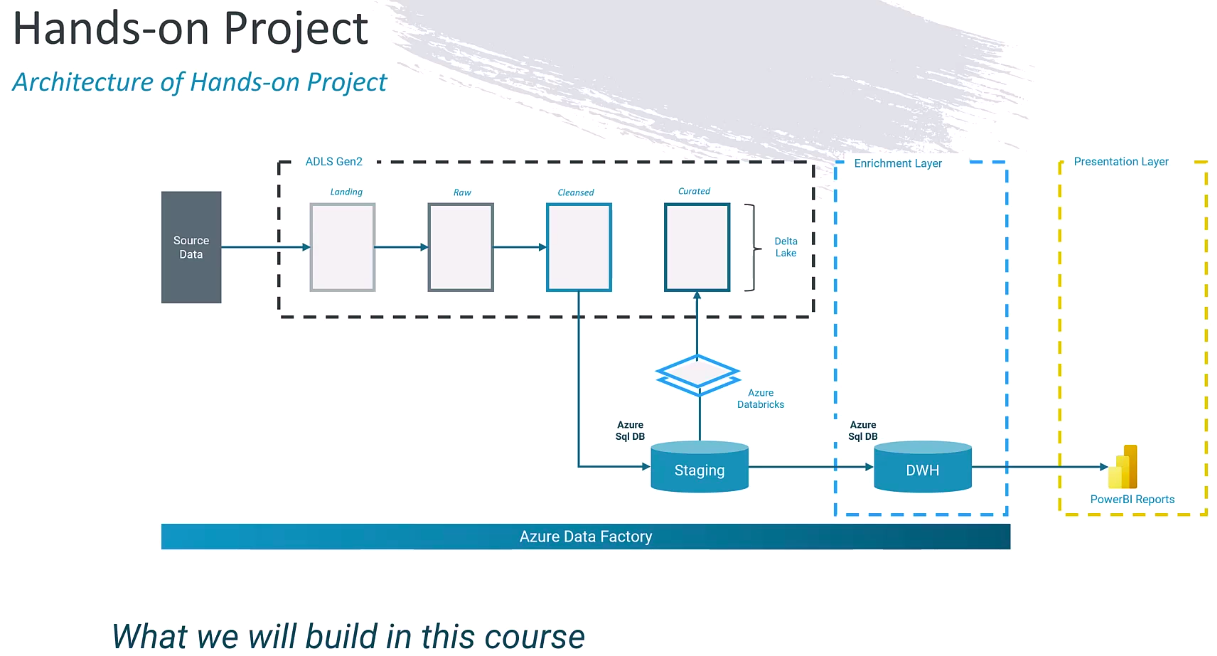 Hands-on Project
Architecture of Hands-on Project
ADLS Gen2
Enrichment Layer
Presentation Layer
Landing
Raw
Cleansed
Curated
Source
Data
Delta
Lake
Azure
Databricks
Azure
Sql DB
Staging
Azure
Sql DB
DWH
PowerBI Reports
Azure Data Factory
What we will build in this course